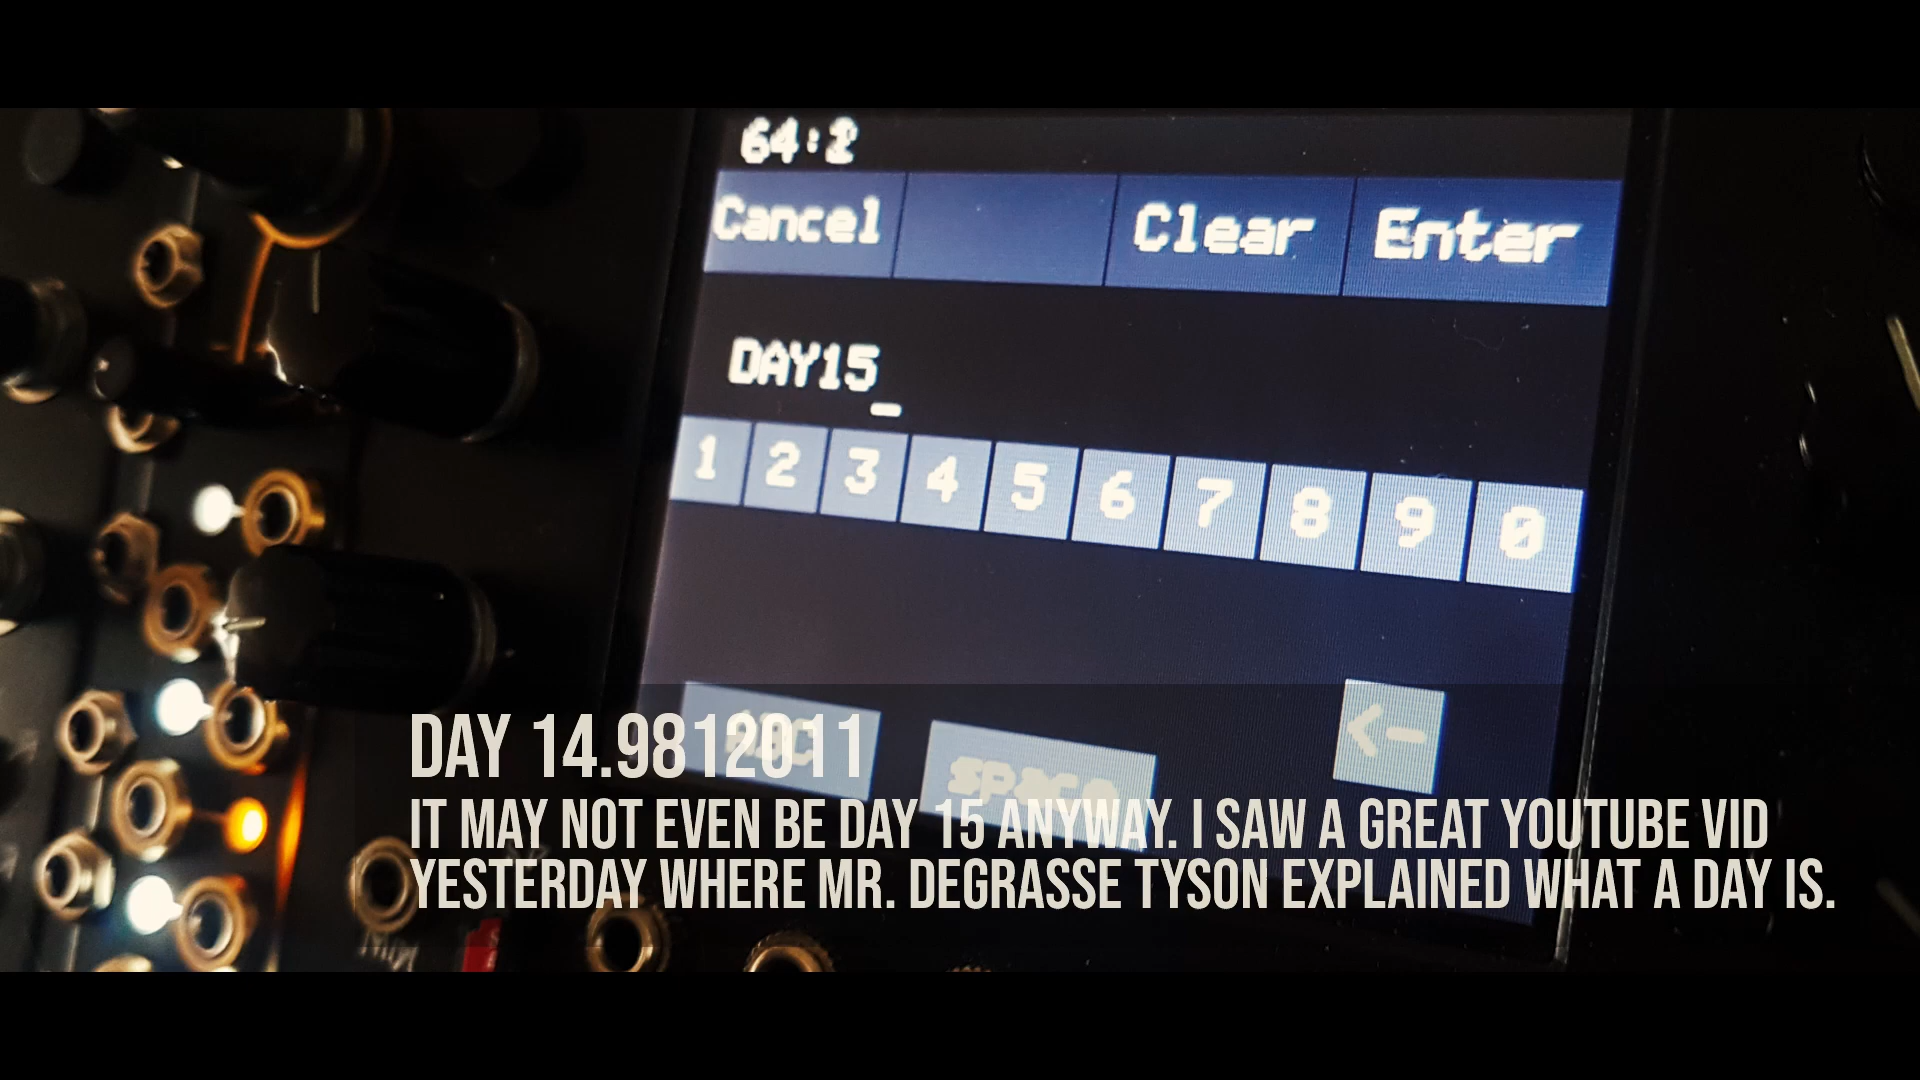 64:2
Cancel Clear Enter
DAY15_
1 2 3 4 5 6 7 8 9 0
ABC space <-
DAY 14.9812011
IT MAY NOT EVEN BE DAY 15 ANYWAY. I SAW A GREAT YOUTUBE VID
YESTERDAY WHERE MR. DEGRASSE TYSON EXPLAINED WHAT A DAY IS.